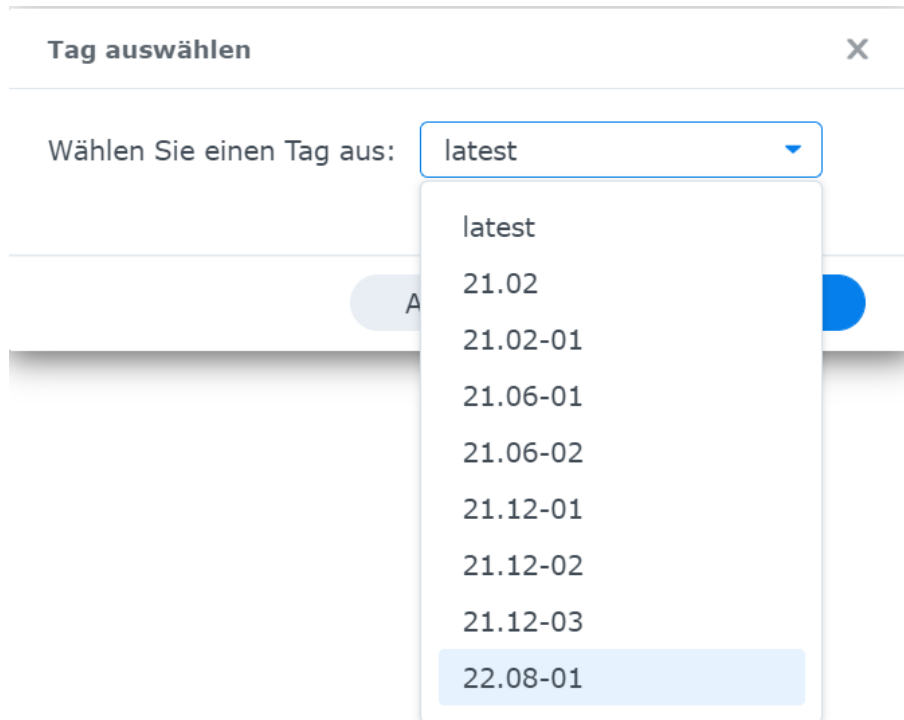 Tag auswählen
Wählen Sie einen Tag aus: latest
latest
21.02
21.02-01
21.06-01
21.06-02
21.12-01
21.12-02
21.12-03
22.08-01